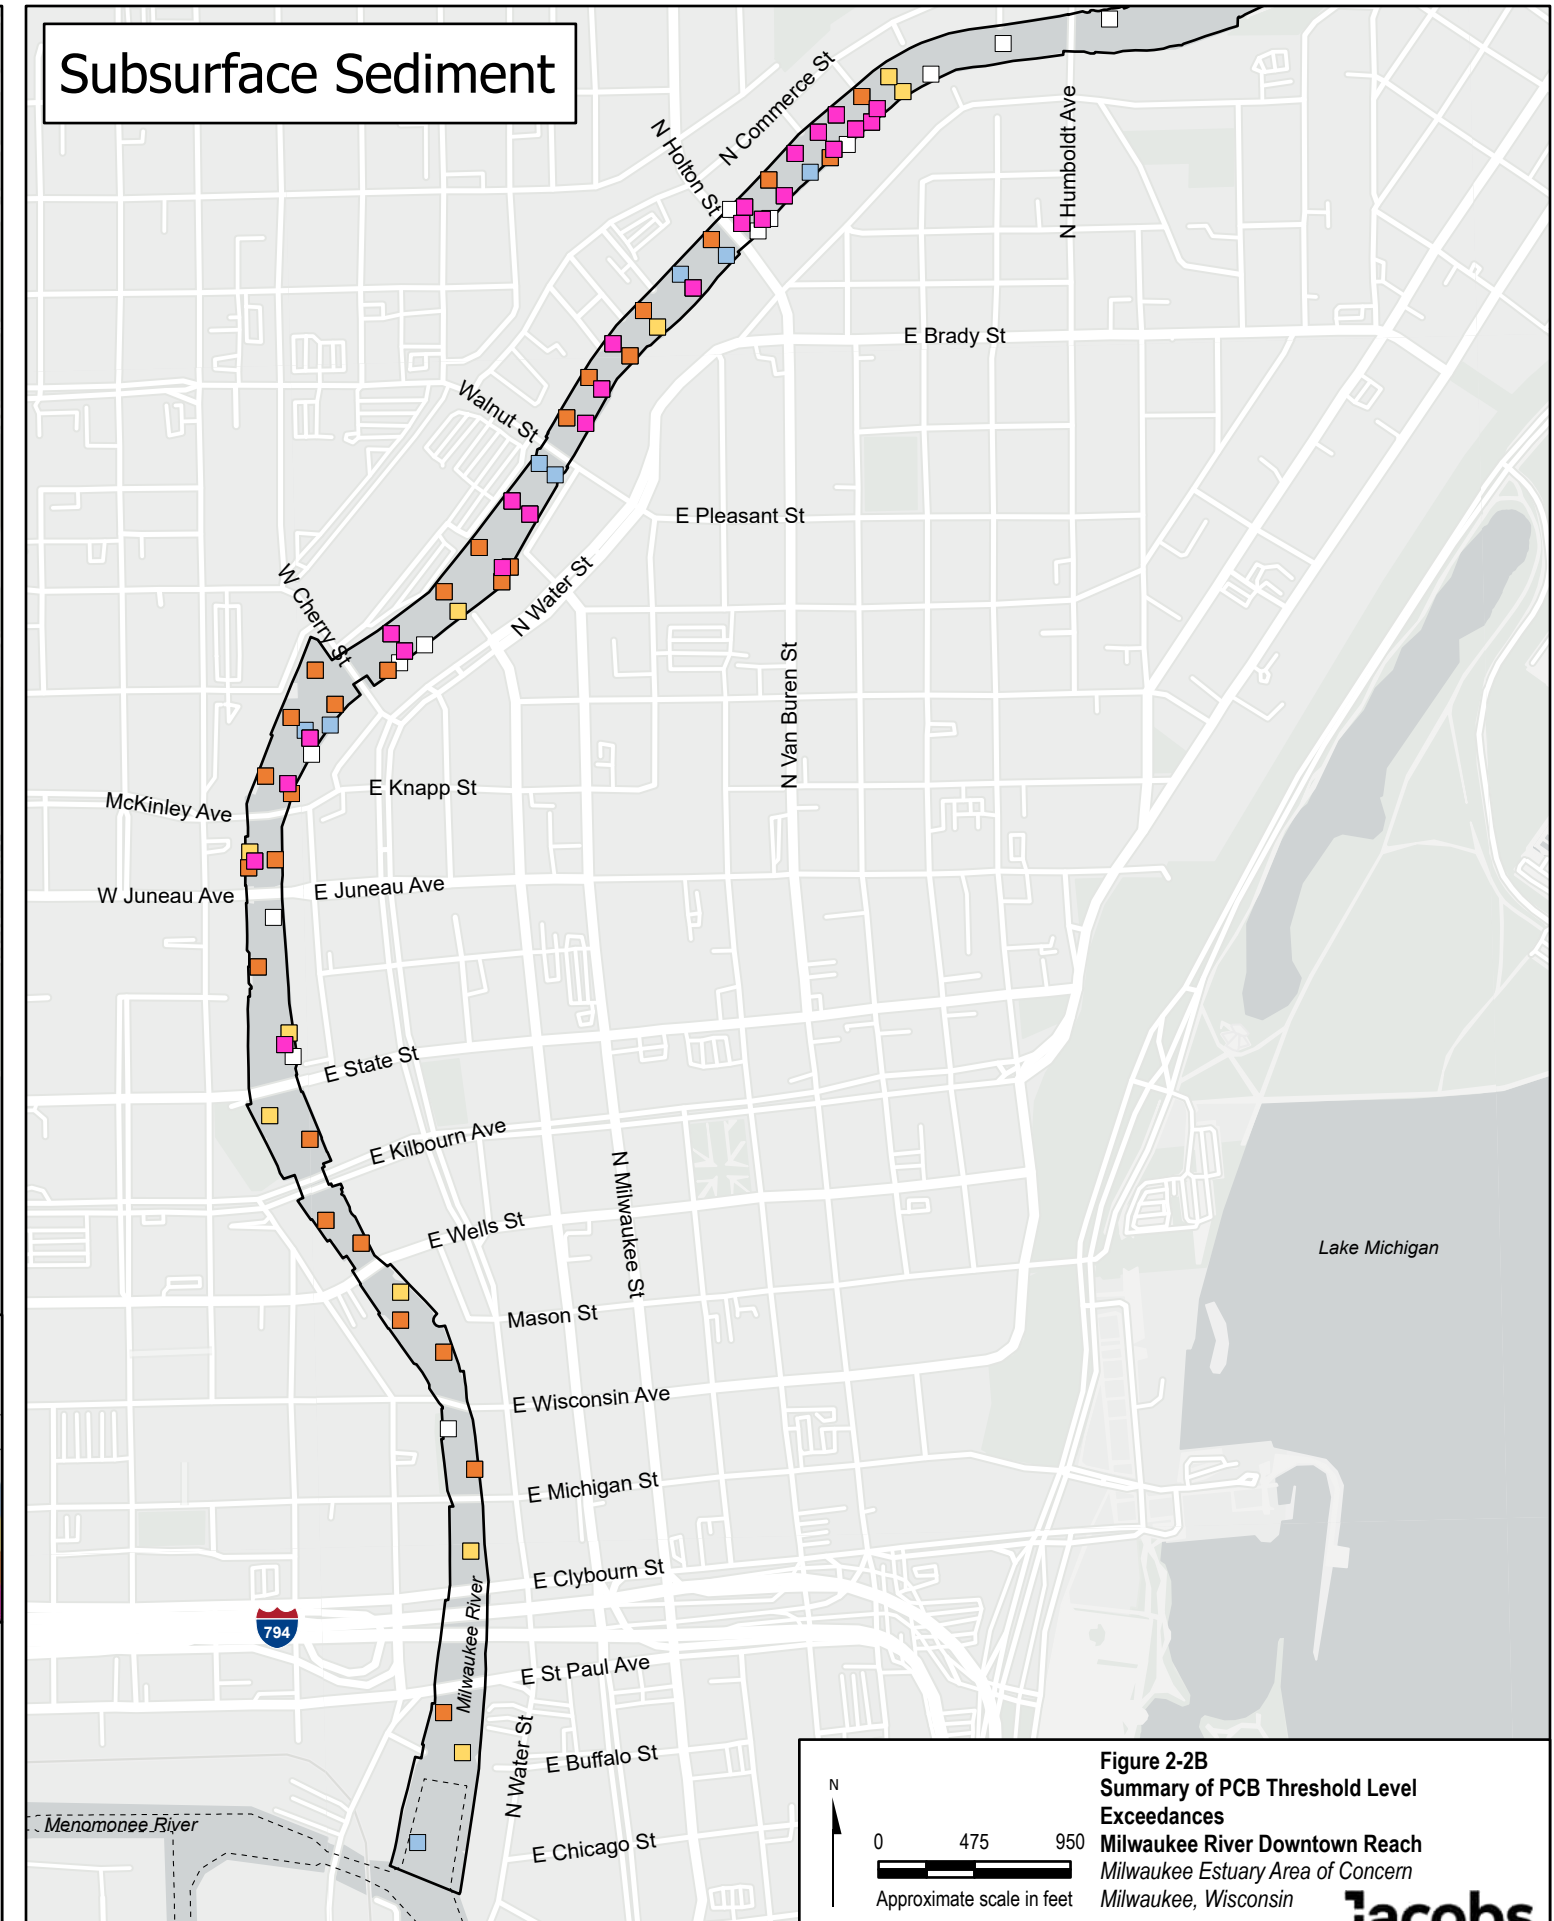 Subsurface Sediment
N Commerce St
N Holton St
N Humboldt Ave
E Brady St
Walnut St
E Pleasant St
W Cherry St
N Water St
N Van Buren St
McKinley Ave
E Knapp St
W Juneau Ave
E Juneau Ave
E State St
E Kilbourn Ave
N Milwaukee St
E Wells St
Lake Michigan
Mason St
E Wisconsin Ave
E Michigan St
E Clybourn St
794
Milwaukee River
E St Paul Ave
N Water St
E Buffalo St
Menomonee River
E Chicago St
N
0 475 950
Approximate scale in feet
Figure 2-2B
Summary of PCB Threshold Level
Exceedances
Milwaukee River Downtown Reach
Milwaukee Estuary Area of Concern
Milwaukee, Wisconsin
Jacobs